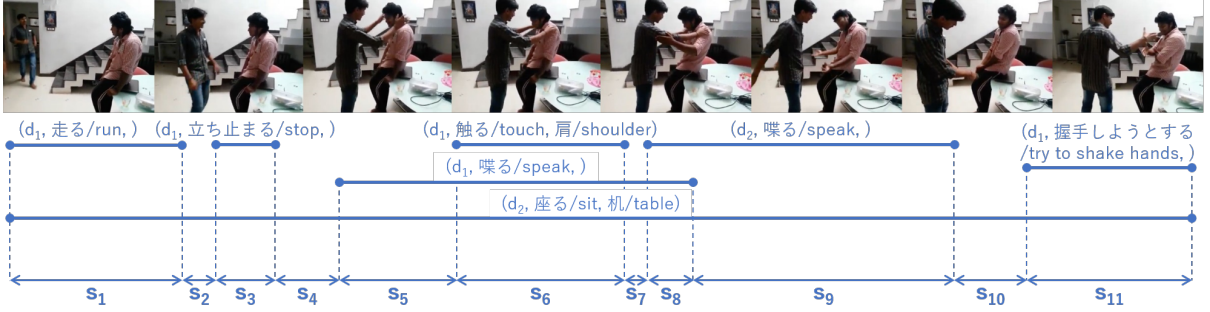 (d₁, 走る/run, )
(d₁, 立ち止まる/stop, )
(d₁, 触る/touch, 肩/shoulder)
(d₂, 喋る/speak, )
(d₁, 握手しようとする
/try to shake hands, )
(d₁, 喋る/speak, )
(d₂, 座る/sit, 机/table)
s₁
s₂
s₃
s₄
s₅
s₆
s₇
s₈
s₉
s₁₀
s₁₁